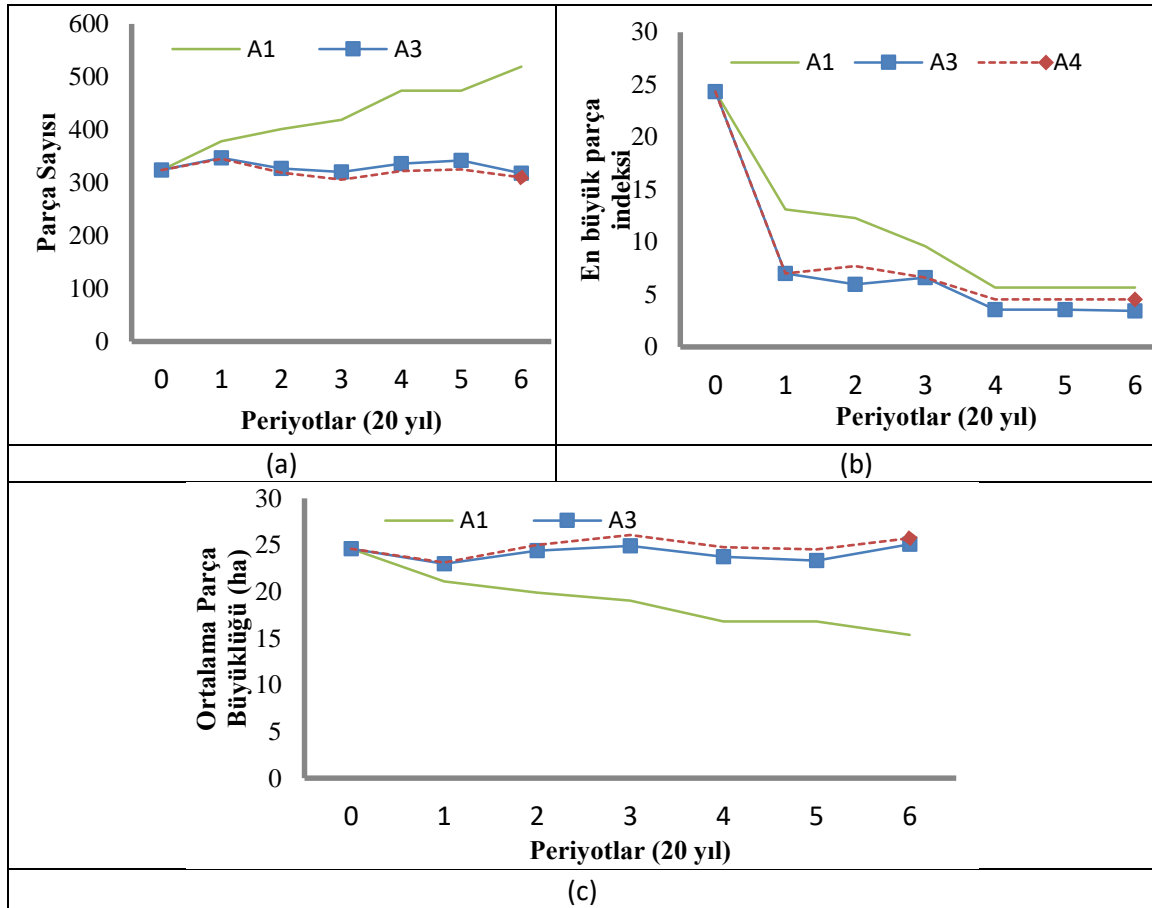 A1 A3
600
500
400
300
200
100
0
Parça Sayısı
0 1 2 3 4 5 6
Periyotlar (20 yıl)
(a)
A1 A3 A4
30
25
20
15
10
5
0
En büyük parça
indeksi
0 1 2 3 4 5 6
Periyotlar (20 yıl)
(b)
A1 A3
30
25
20
15
10
5
0
Ortalama Parça
Büyüklüğü (ha)
0 1 2 3 4 5 6
Periyotlar (20 yıl)
(c)